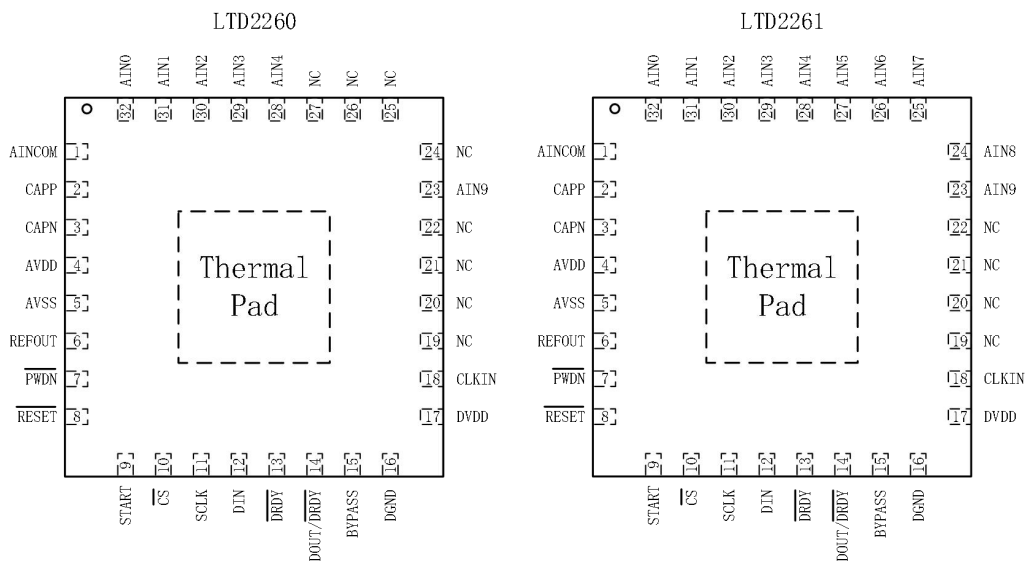 LTD2260
AIN0
AIN1
AIN2
AIN3
AIN4
NC
NC
NC
32
31
30
29
28
27
26
25
AINCOM 1
CAPP 2
CAPN 3
AVDD 4
AVSS 5
REFOUT 6
PWDN 7
RESET 8
Thermal
Pad
24 NC
23 AIN9
22 NC
21 NC
20 NC
19 NC
18 CLKIN
17 DVDD
9
10
11
12
13
14
15
16
START
CS
SCLK
DIN
DRDY
DOUT/DRDY
BYPASS
DGND
LTD2261
AIN0
AIN1
AIN2
AIN3
AIN4
AIN5
AIN6
AIN7
32
31
30
29
28
27
26
25
AINCOM 1
CAPP 2
CAPN 3
AVDD 4
AVSS 5
REFOUT 6
PWDN 7
RESET 8
Thermal
Pad
24 AIN8
23 AIN9
22 NC
21 NC
20 NC
19 NC
18 CLKIN
17 DVDD
9
10
11
12
13
14
15
16
START
CS
SCLK
DIN
DRDY
DOUT/DRDY
BYPASS
DGND